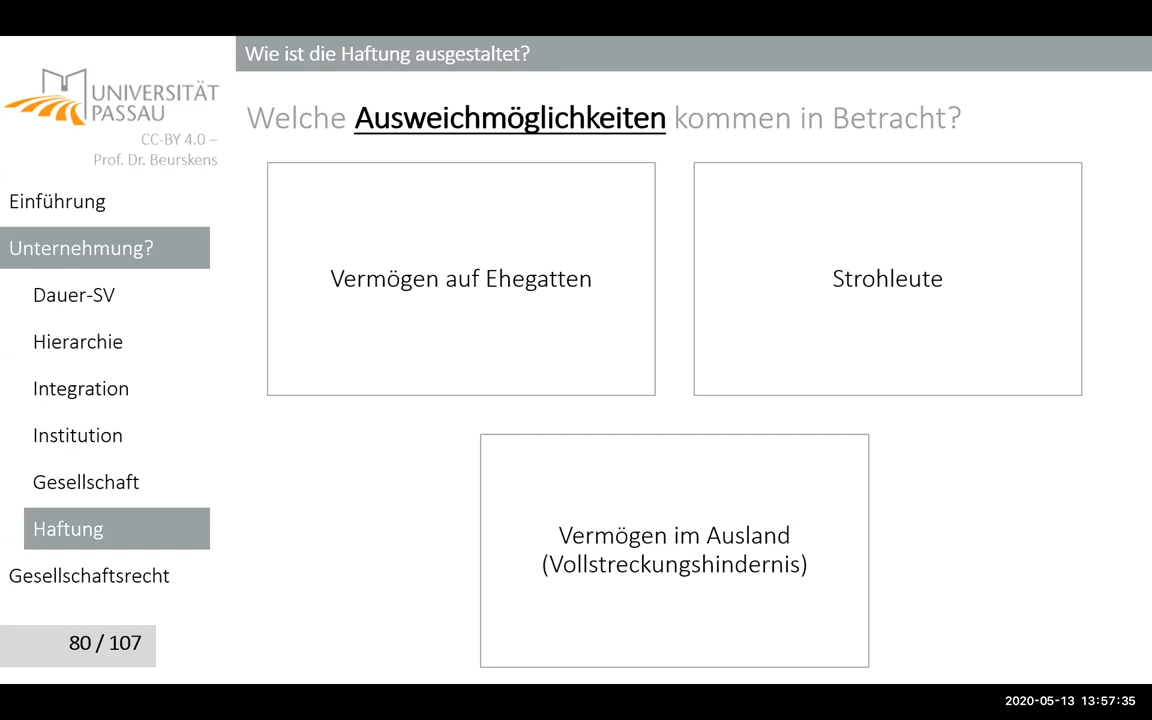 Wie ist die Haftung ausgestaltet?
UNIVERSITÄT
PASSAU
CC-BY 4.0 –
Prof. Dr. Beurskens
Einführung
Unternehmung?
Dauer-SV
Hierarchie
Integration
Institution
Gesellschaft
Haftung
Gesellschaftsrecht
80 / 107
Welche Ausweichmöglichkeiten kommen in Betracht?
Vermögen auf Ehegatten
Strohleute
Vermögen im Ausland
(Vollstreckungshindernis)
2020-05-13 13:57:35